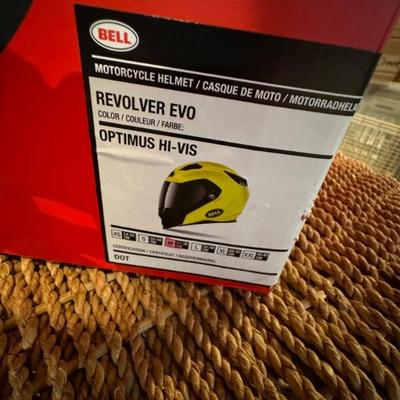 BELL
MOTORCYCLE HELMET / CASQUE DE MOTO / MOTORRADHELM
REVOLVER EVO
COLOR / COULEUR / FARBE:
OPTIMUS HI-VIS
BELL
XS S M L XL XXL
CERTIFICATION / CERTIFICAT / BESCHEINIGUNG:
DOT